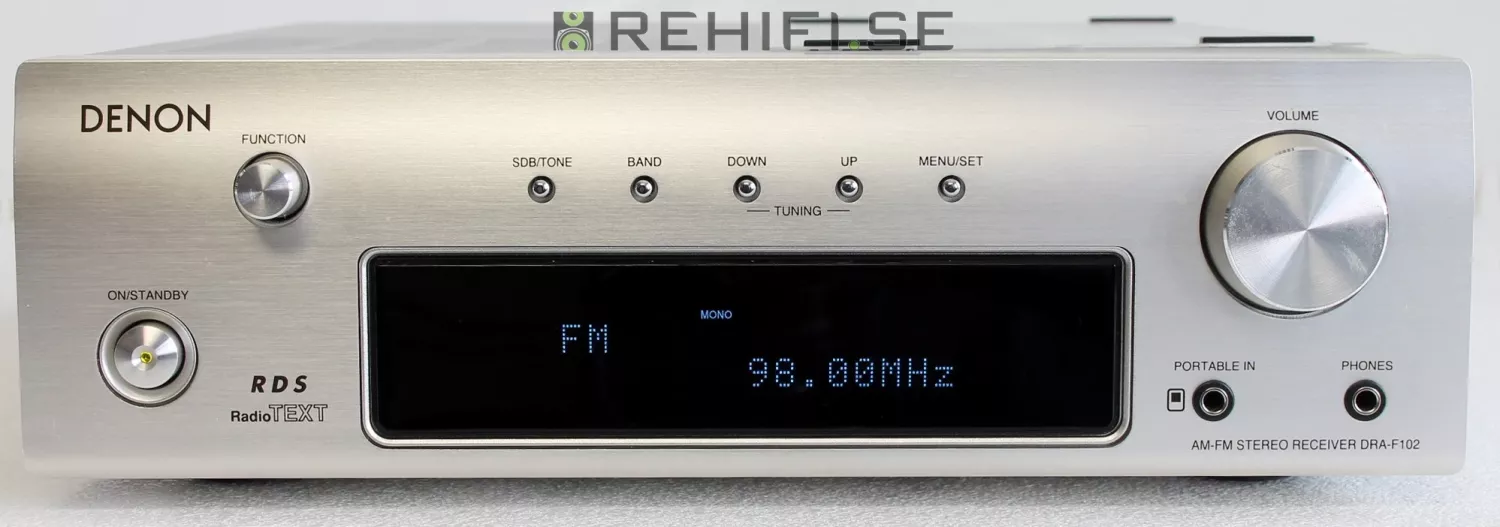 REHIFI.SE
DENON
FUNCTION
SDB/TONE
BAND
DOWN
UP
MENU/SET
TUNING
VOLUME
ON/STANDBY
RDS
RadioTEXT
MONO
FM
98.00MHz
PORTABLE IN
PHONES
AM-FM STEREO RECEIVER DRA-F102